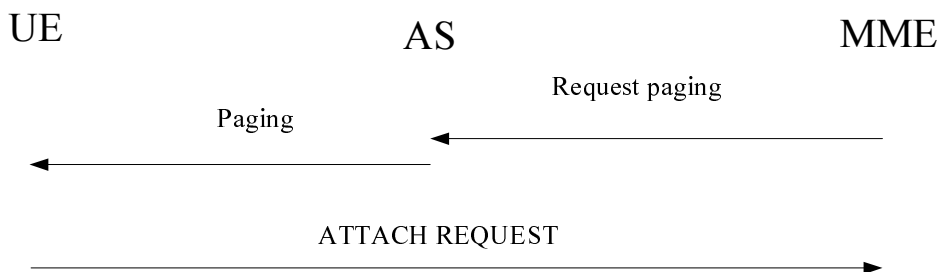 UE
AS
MME
Request paging
Paging
ATTACH REQUEST